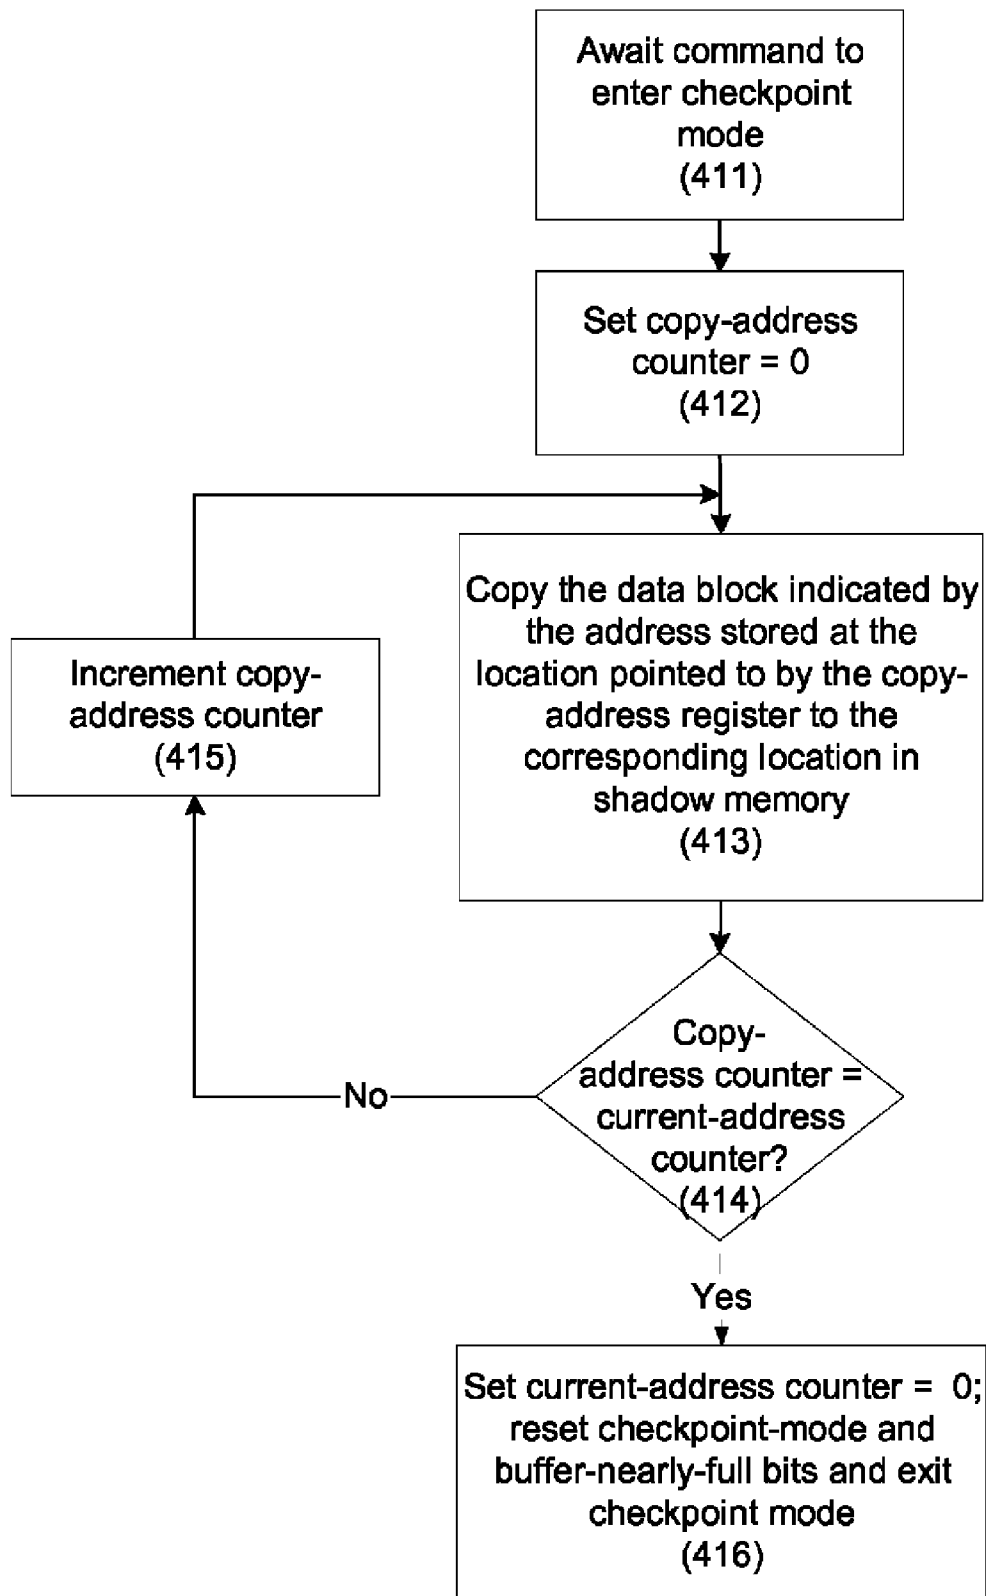 Await command to
enter checkpoint
mode
(411)
Set copy-address
counter = 0
(412)
Copy the data block indicated by
the address stored at the
location pointed to by the copy-
address register to the
corresponding location in
shadow memory
(413)
Increment copy-
address counter
(415)
Copy-
address counter =
current-address
counter?
(414)
No
Yes
Set current-address counter = 0;
reset checkpoint-mode and
buffer-nearly-full bits and exit
checkpoint mode
(416)